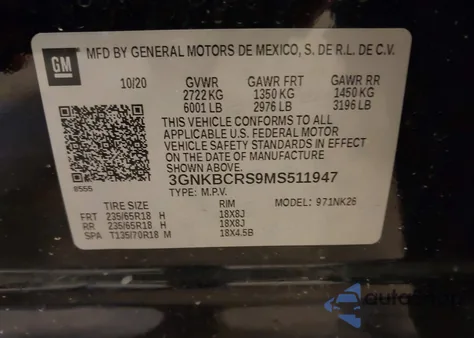 GM
MFD BY GENERAL MOTORS DE MEXICO, S. DE R.L. DE C.V.
10/20 GVWR GAWR FRT GAWR RR
2722 KG 1350 KG 1450 KG
6001 LB 2976 LB 3196 LB
THIS VEHICLE CONFORMS TO ALL
APPLICABLE U.S. FEDERAL MOTOR
VEHICLE SAFETY STANDARDS IN EFFECT
ON THE DATE OF MANUFACTURE SHOWN ABOVE.
3GNKBCRS9MS511947
8555 TYPE: M.P.V.
TIRE SIZE RIM MODEL: 971NK26
FRT 235/65R18 H 18X8J
RR 235/65R18 H 18X8J
SPA T135/70R18 M 18X4.5B